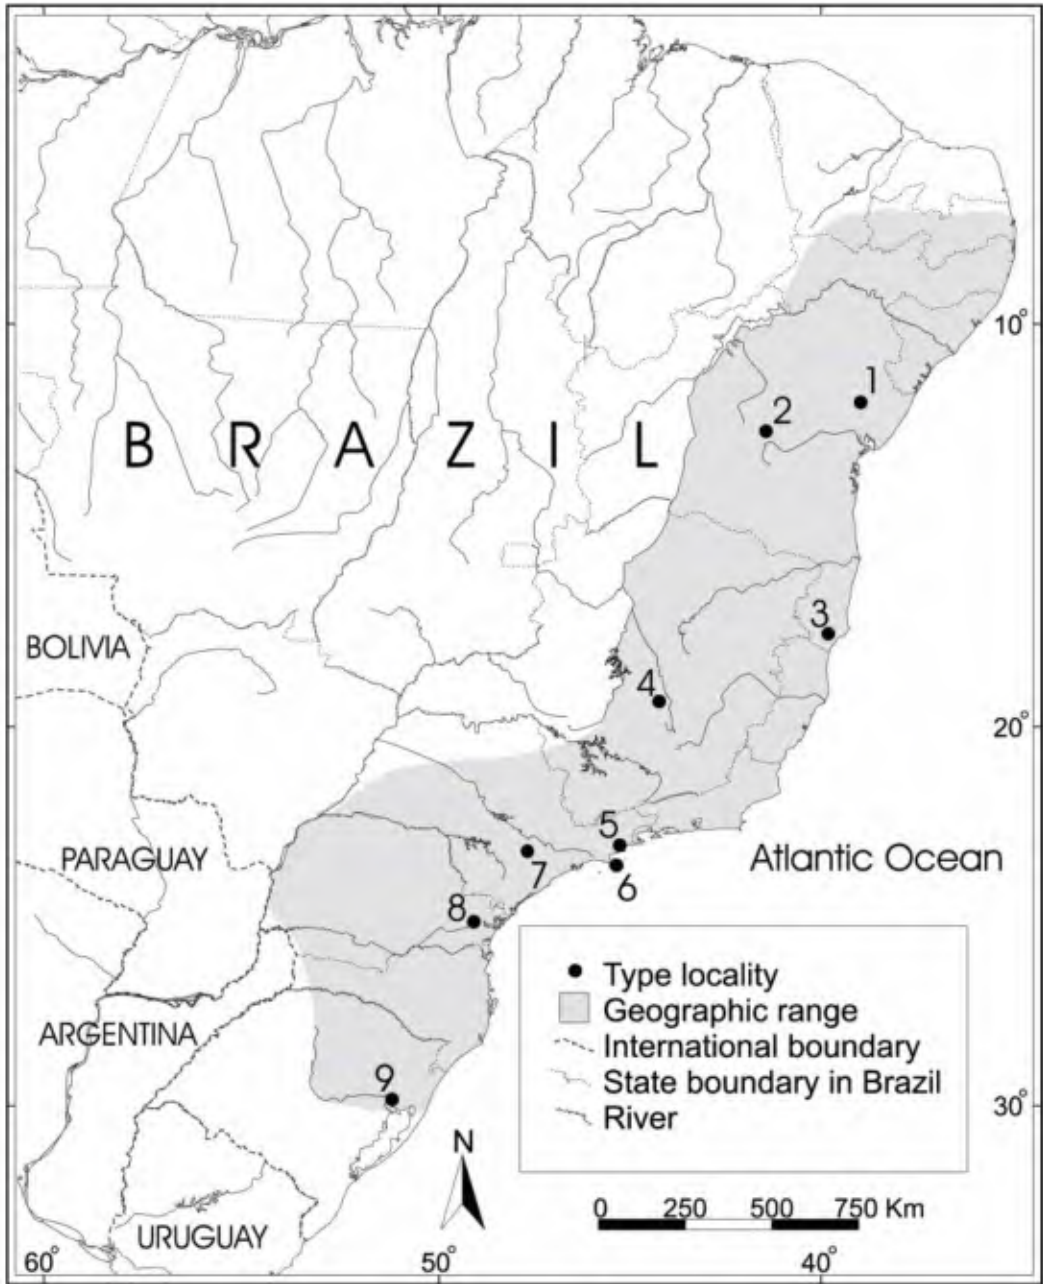 10°
1
2
B R A Z I L
3
BOLIVIA
4
20°
5
PARAGUAY
7
6
Atlantic Ocean
8
Type locality
Geographic range
ARGENTINA
International boundary
9
State boundary in Brazil
River
30°
N
0 250 500 750 Km
URUGUAY
60° 50° 40°